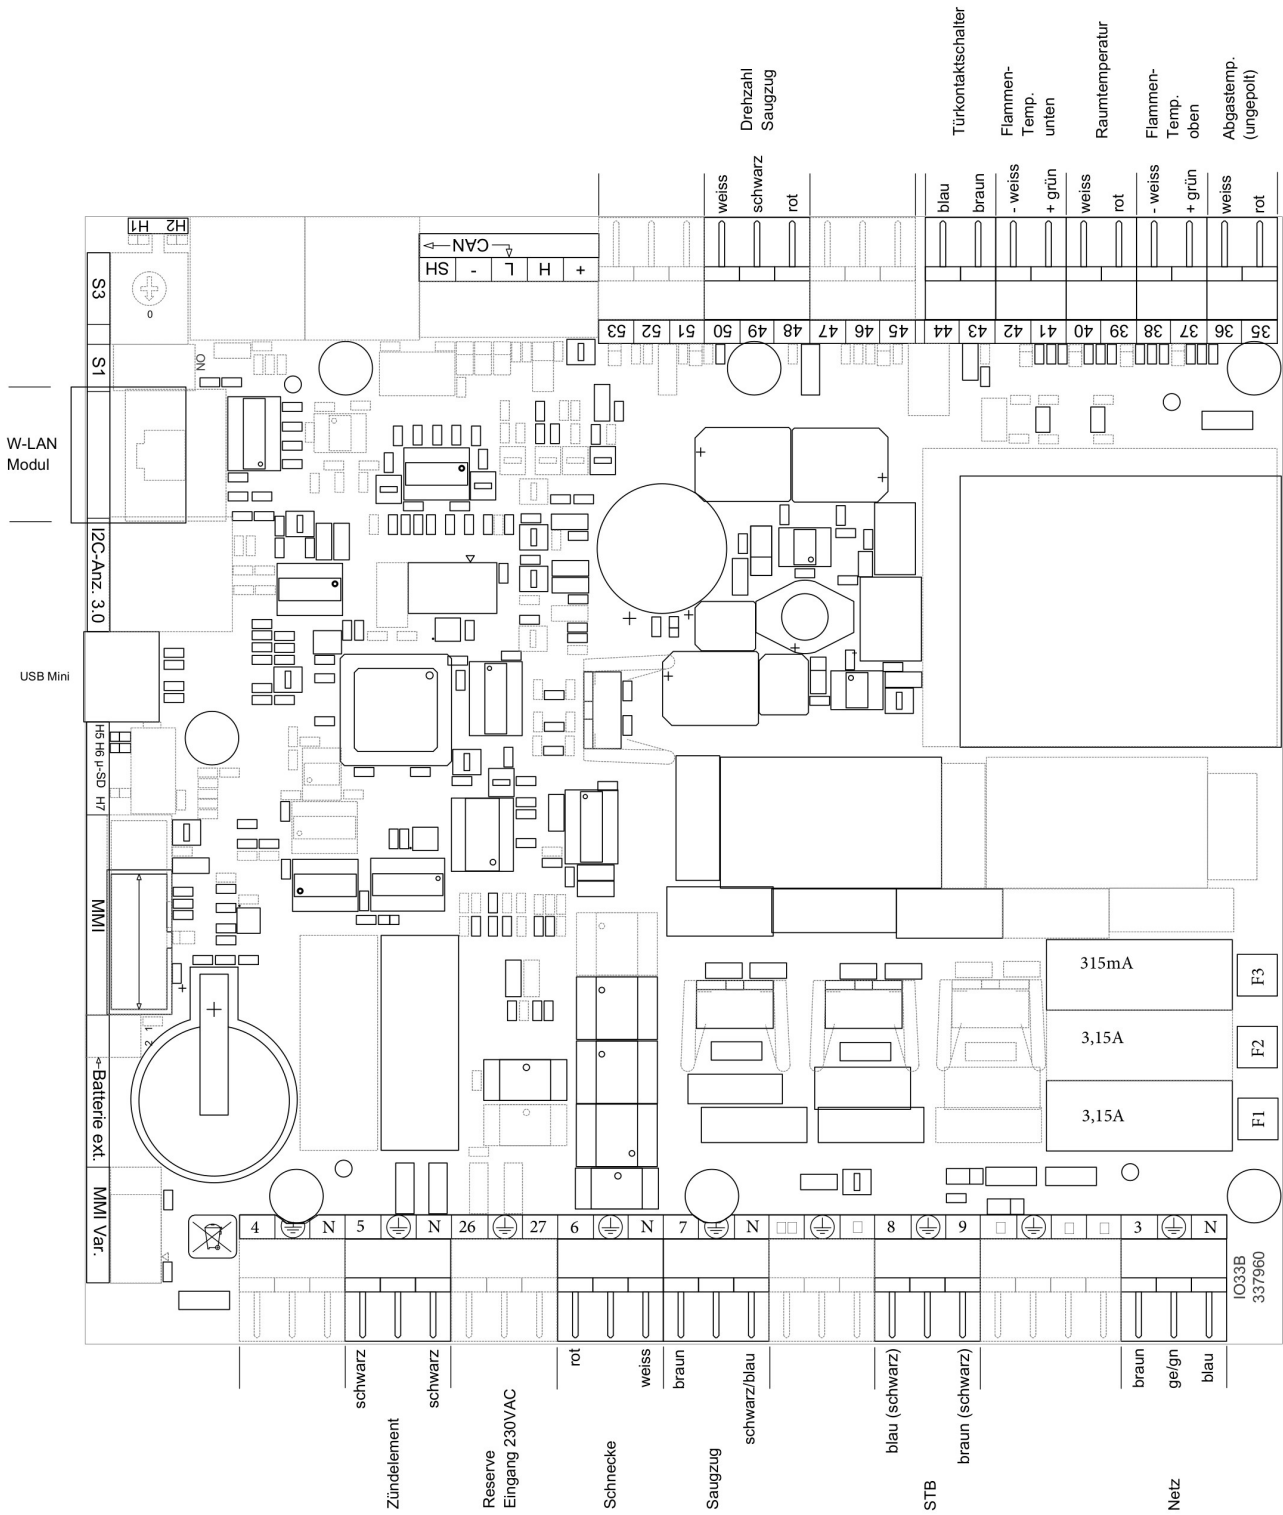 Drehzahl
Saugzug
Türkontaktschalter
Flammen-
Temp.
unten
Raumtemperatur
Flammen-
Temp.
oben
Abgastemp.
(ungepolt)
weiss
schwarz
rot
blau
braun
- weiss
+ grün
weiss
rot
- weiss
+ grün
weiss
rot
H1
H2
CAN
SH
-
L
H
+
53
52
51
50
49
48
47
46
45
44
43
42
41
40
39
38
37
36
35
S3
0
S1
ON
W-LAN
Modul
I2C-Anz. 3.0
USB Mini
H5 H6 µ-SD H7
MMI
2 1
Batterie ext.
MMI Var.
+
+
+
+
+
+
+
+
315mA
F3
3,15A
F2
3,15A
F1
4
N
5
N
26
27
6
N
7
N
8
9
3
N
IO33B
337960
schwarz
schwarz
rot
weiss
braun
schwarz/blau
blau (schwarz)
braun (schwarz)
braun
ge/gn
blau
Zündelement
Reserve
Eingang 230VAC
Schnecke
Saugzug
STB
Netz